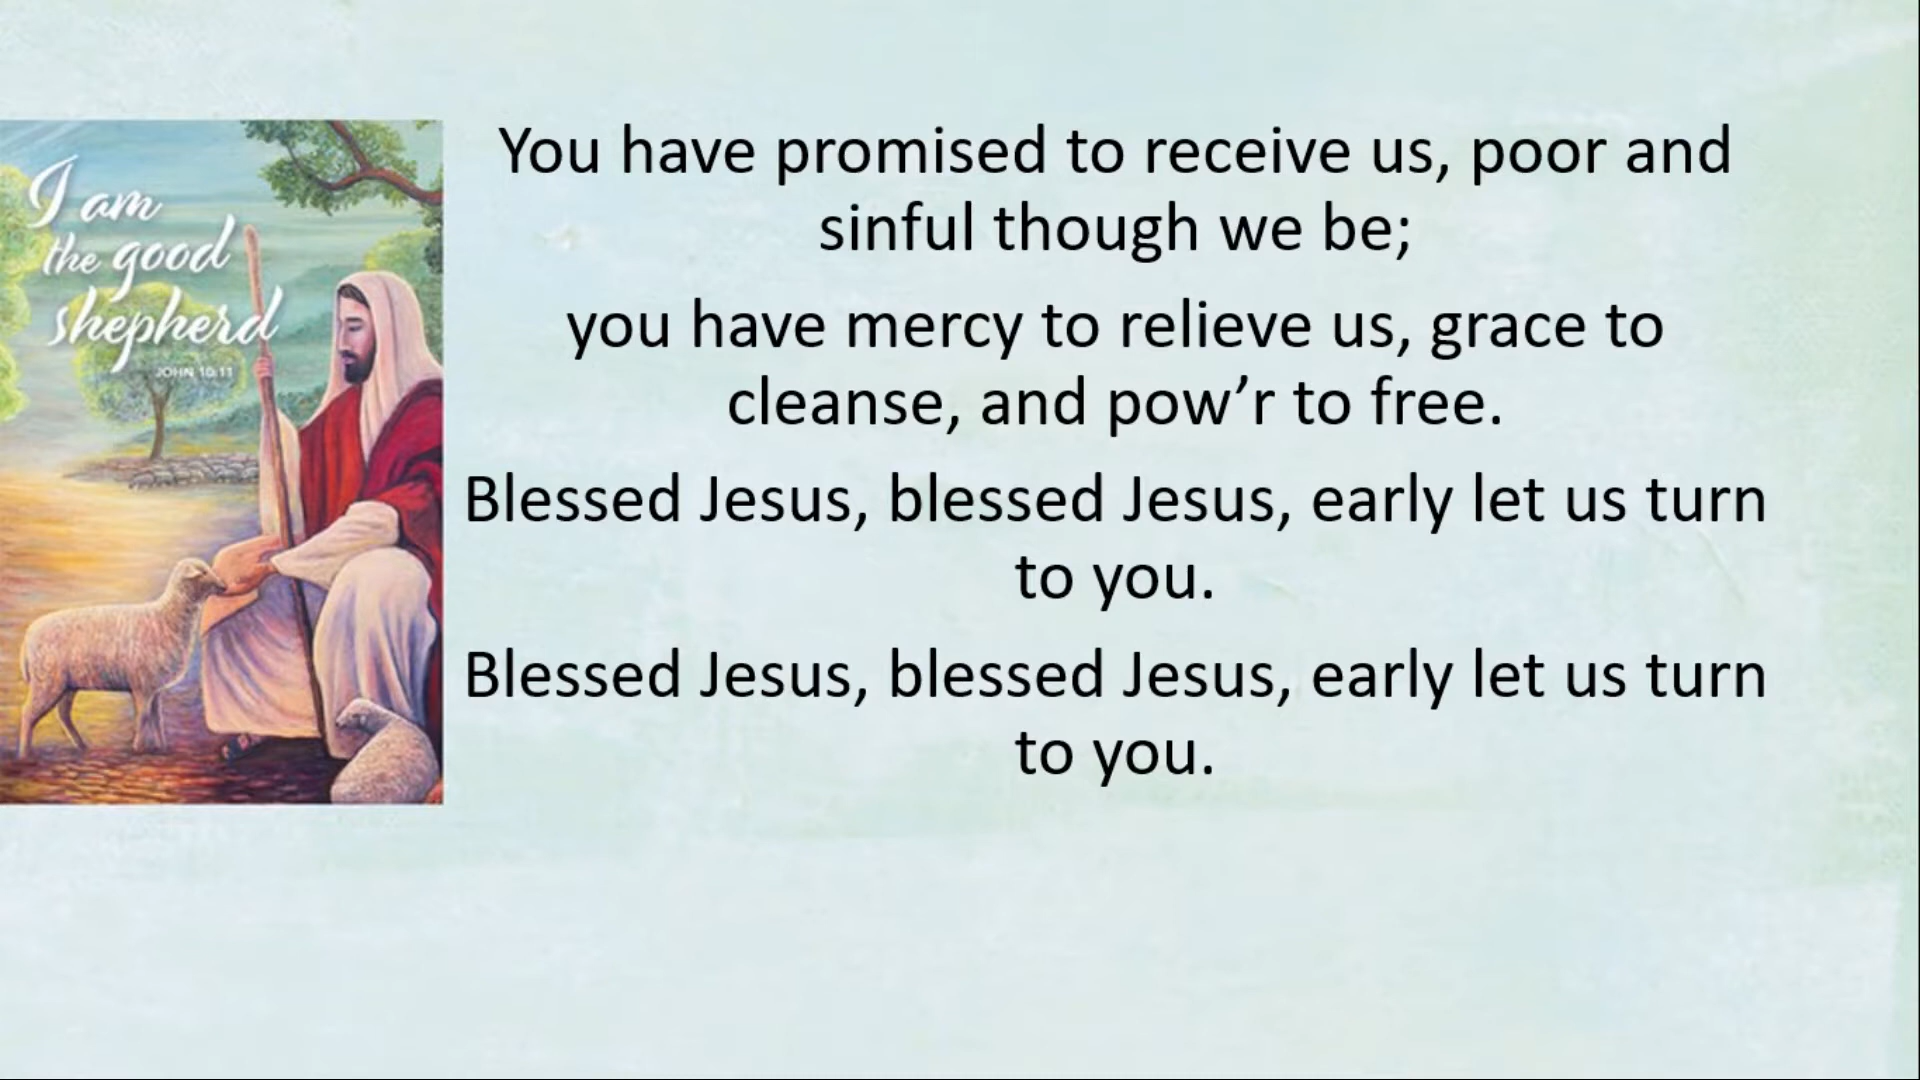 I am
the good
shepherd
JOHN 10:11
You have promised to receive us, poor and
sinful though we be;
you have mercy to relieve us, grace to
cleanse, and pow’r to free.
Blessed Jesus, blessed Jesus, early let us turn
to you.
Blessed Jesus, blessed Jesus, early let us turn
to you.